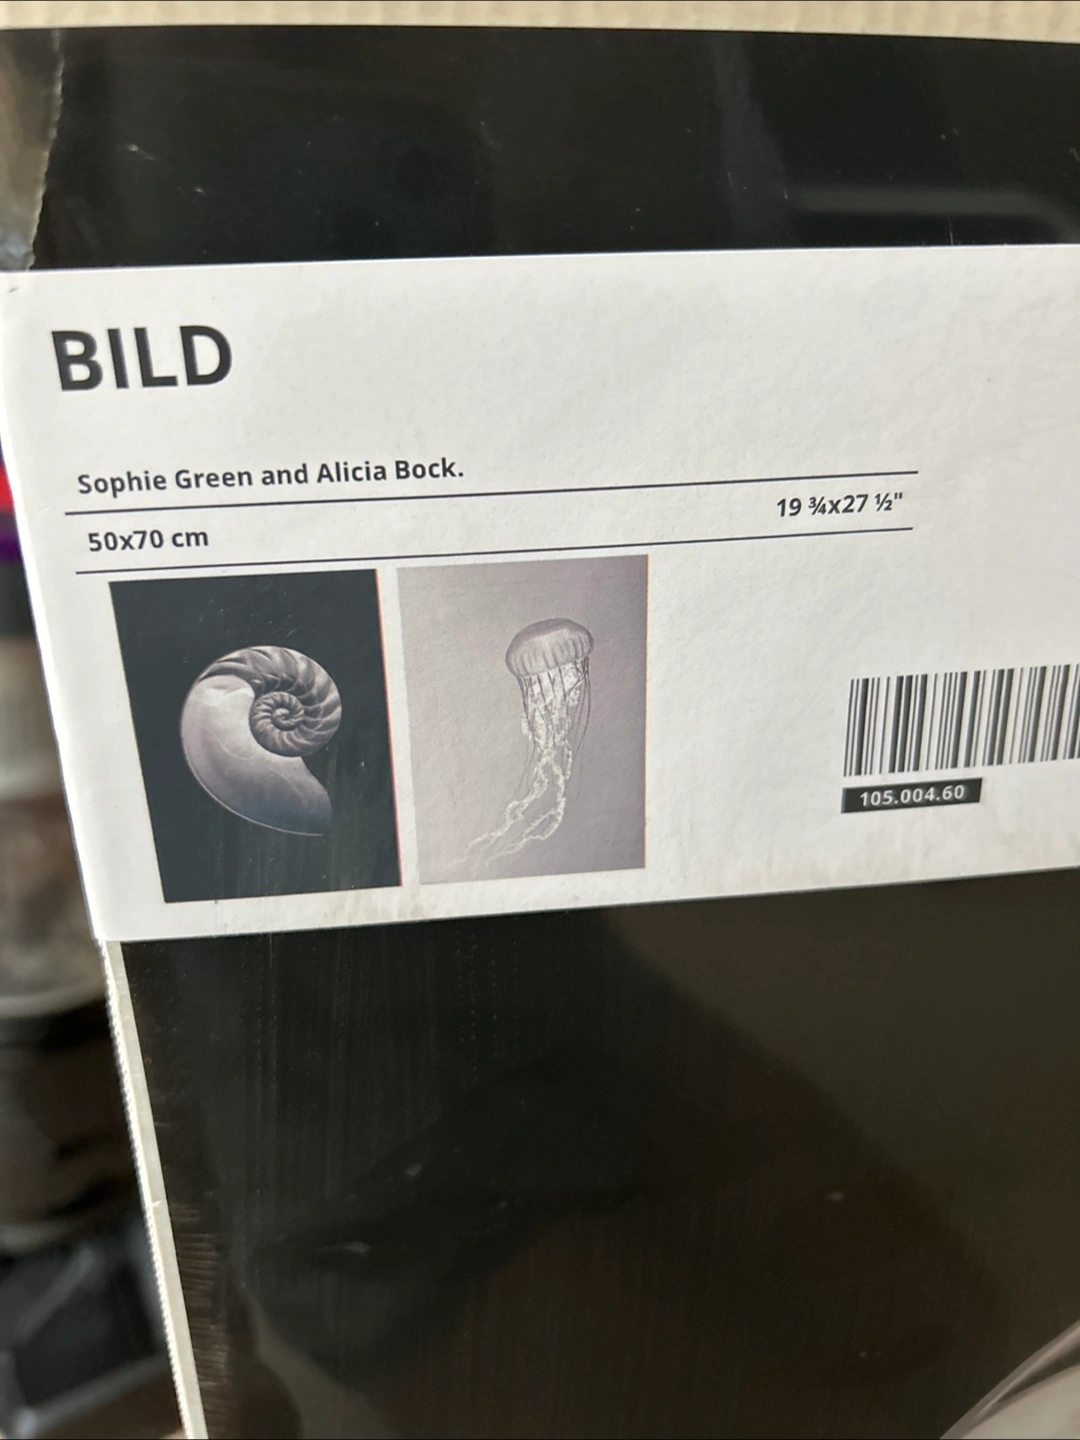 BILD
Sophie Green and Alicia Bock.
50x70 cm
19 ¾x27 ½"
105.004.60